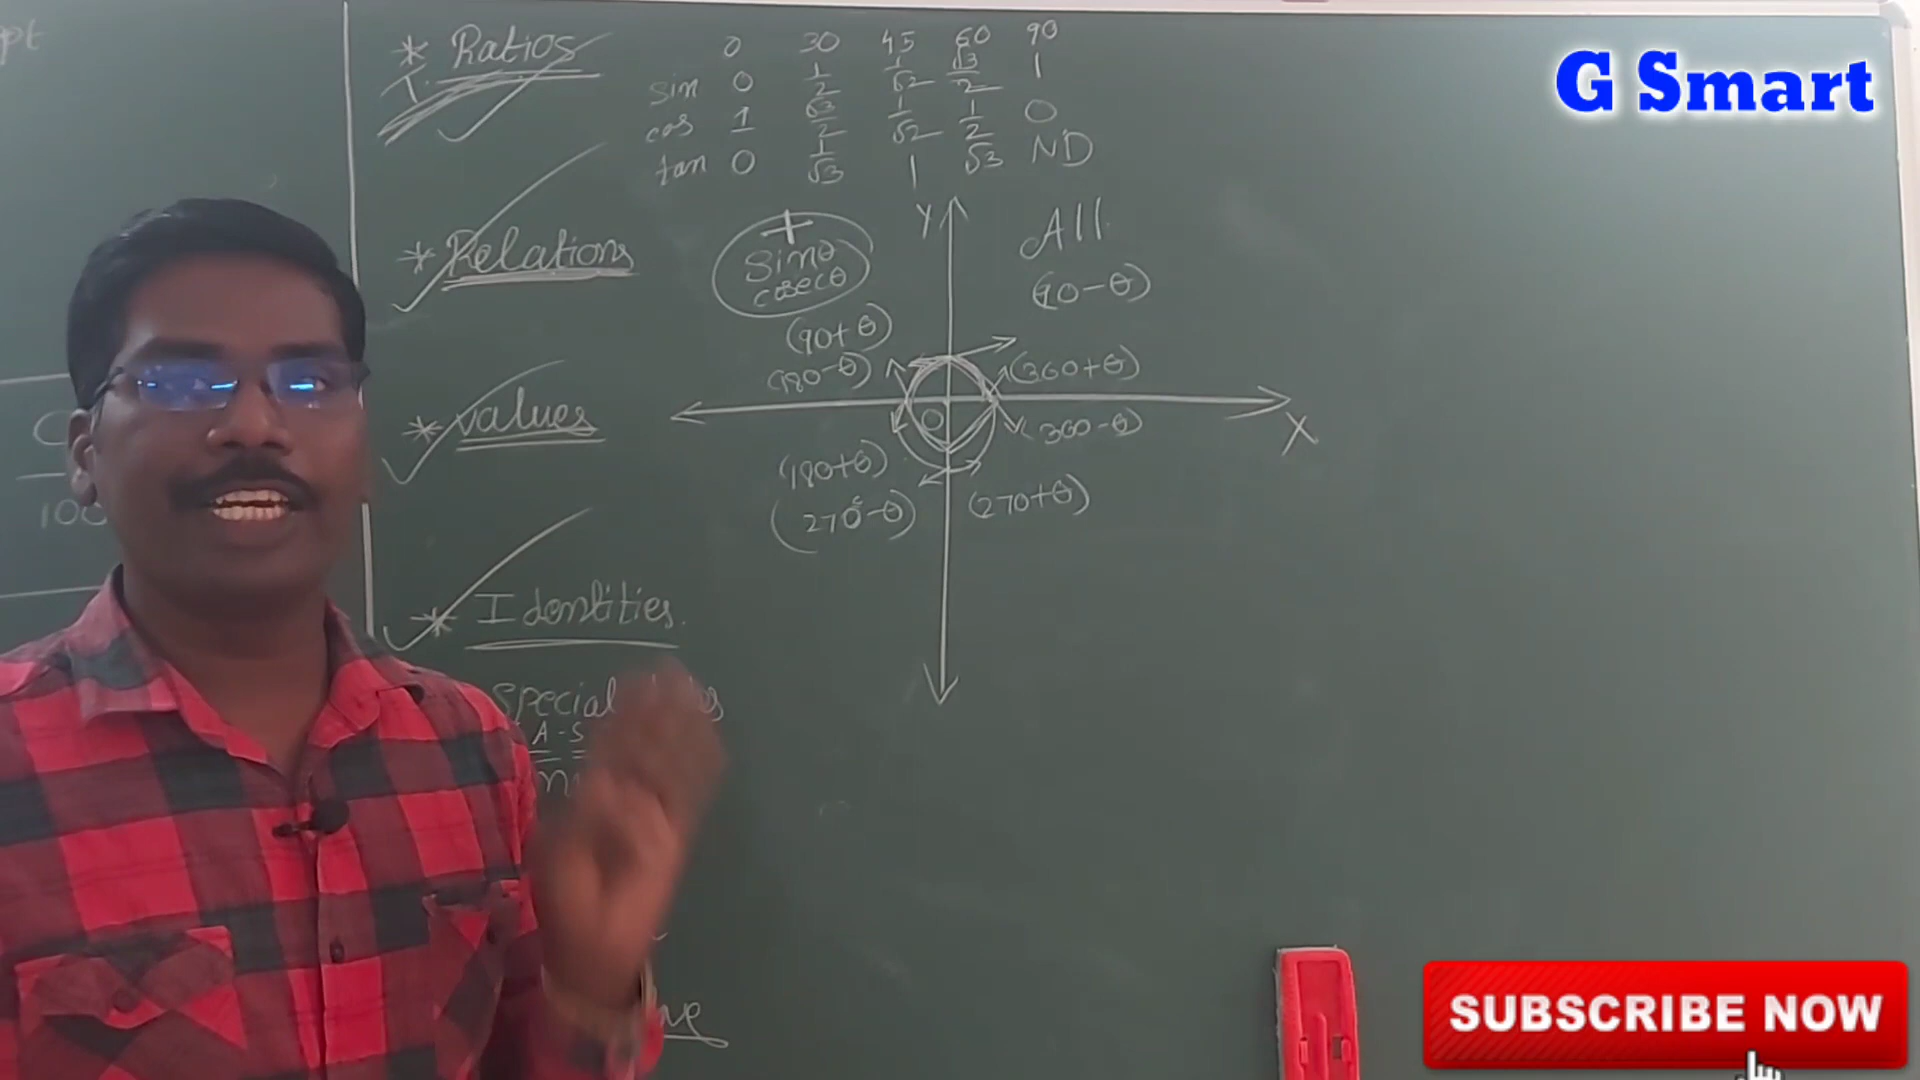 pt
* Ratios
T.
0 30 45 60 90
sin 0 1/2 1/√2 √3/2 1
cos 1 √3/2 1/√2 1/2 0
tan 0 1/√3 1 √3 ND
G Smart
* Relations
+
Sinθ
cosecθ
Y
All
(90-θ)
(90+θ)
(180-θ)
(360+θ)
* Values
O
(360-θ)
X
(180+θ)
(270+θ)
(270°-θ)
100
* Identities.
Special
A-S
SUBSCRIBE NOW